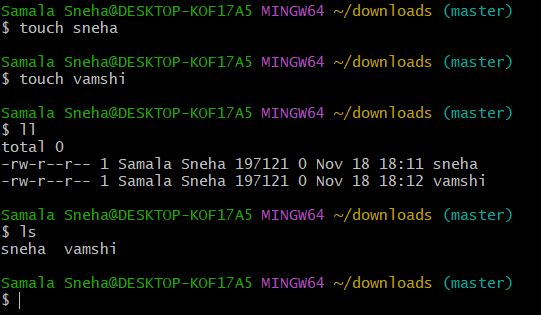 Samala Sneha@DESKTOP-KOF17A5 MINGW64 ~/downloads (master)
$ touch sneha
Samala Sneha@DESKTOP-KOF17A5 MINGW64 ~/downloads (master)
$ touch vamshi
Samala Sneha@DESKTOP-KOF17A5 MINGW64 ~/downloads (master)
$ ll
total 0
-rw-r--r-- 1 Samala Sneha 197121 0 Nov 18 18:11 sneha
-rw-r--r-- 1 Samala Sneha 197121 0 Nov 18 18:12 vamshi
Samala Sneha@DESKTOP-KOF17A5 MINGW64 ~/downloads (master)
$ ls
sneha  vamshi
Samala Sneha@DESKTOP-KOF17A5 MINGW64 ~/downloads (master)
$